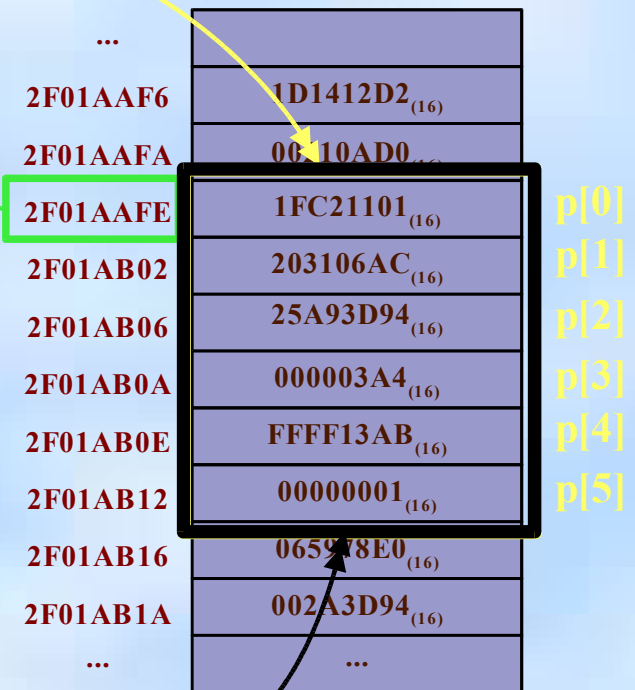 ...
2F01AAF6 1D1412D2(16)
2F01AAFA
2F01AAFE 1FC21101(16) p[0]
2F01AB02 203106AC(16) p[1]
2F01AB06 25A93D94(16) p[2]
2F01AB0A 000003A4(16) p[3]
2F01AB0E FFFF13AB(16) p[4]
2F01AB12 00000001(16) p[5]
2F01AB16 065978E0(16)
2F01AB1A 002A3D94(16)
... ...